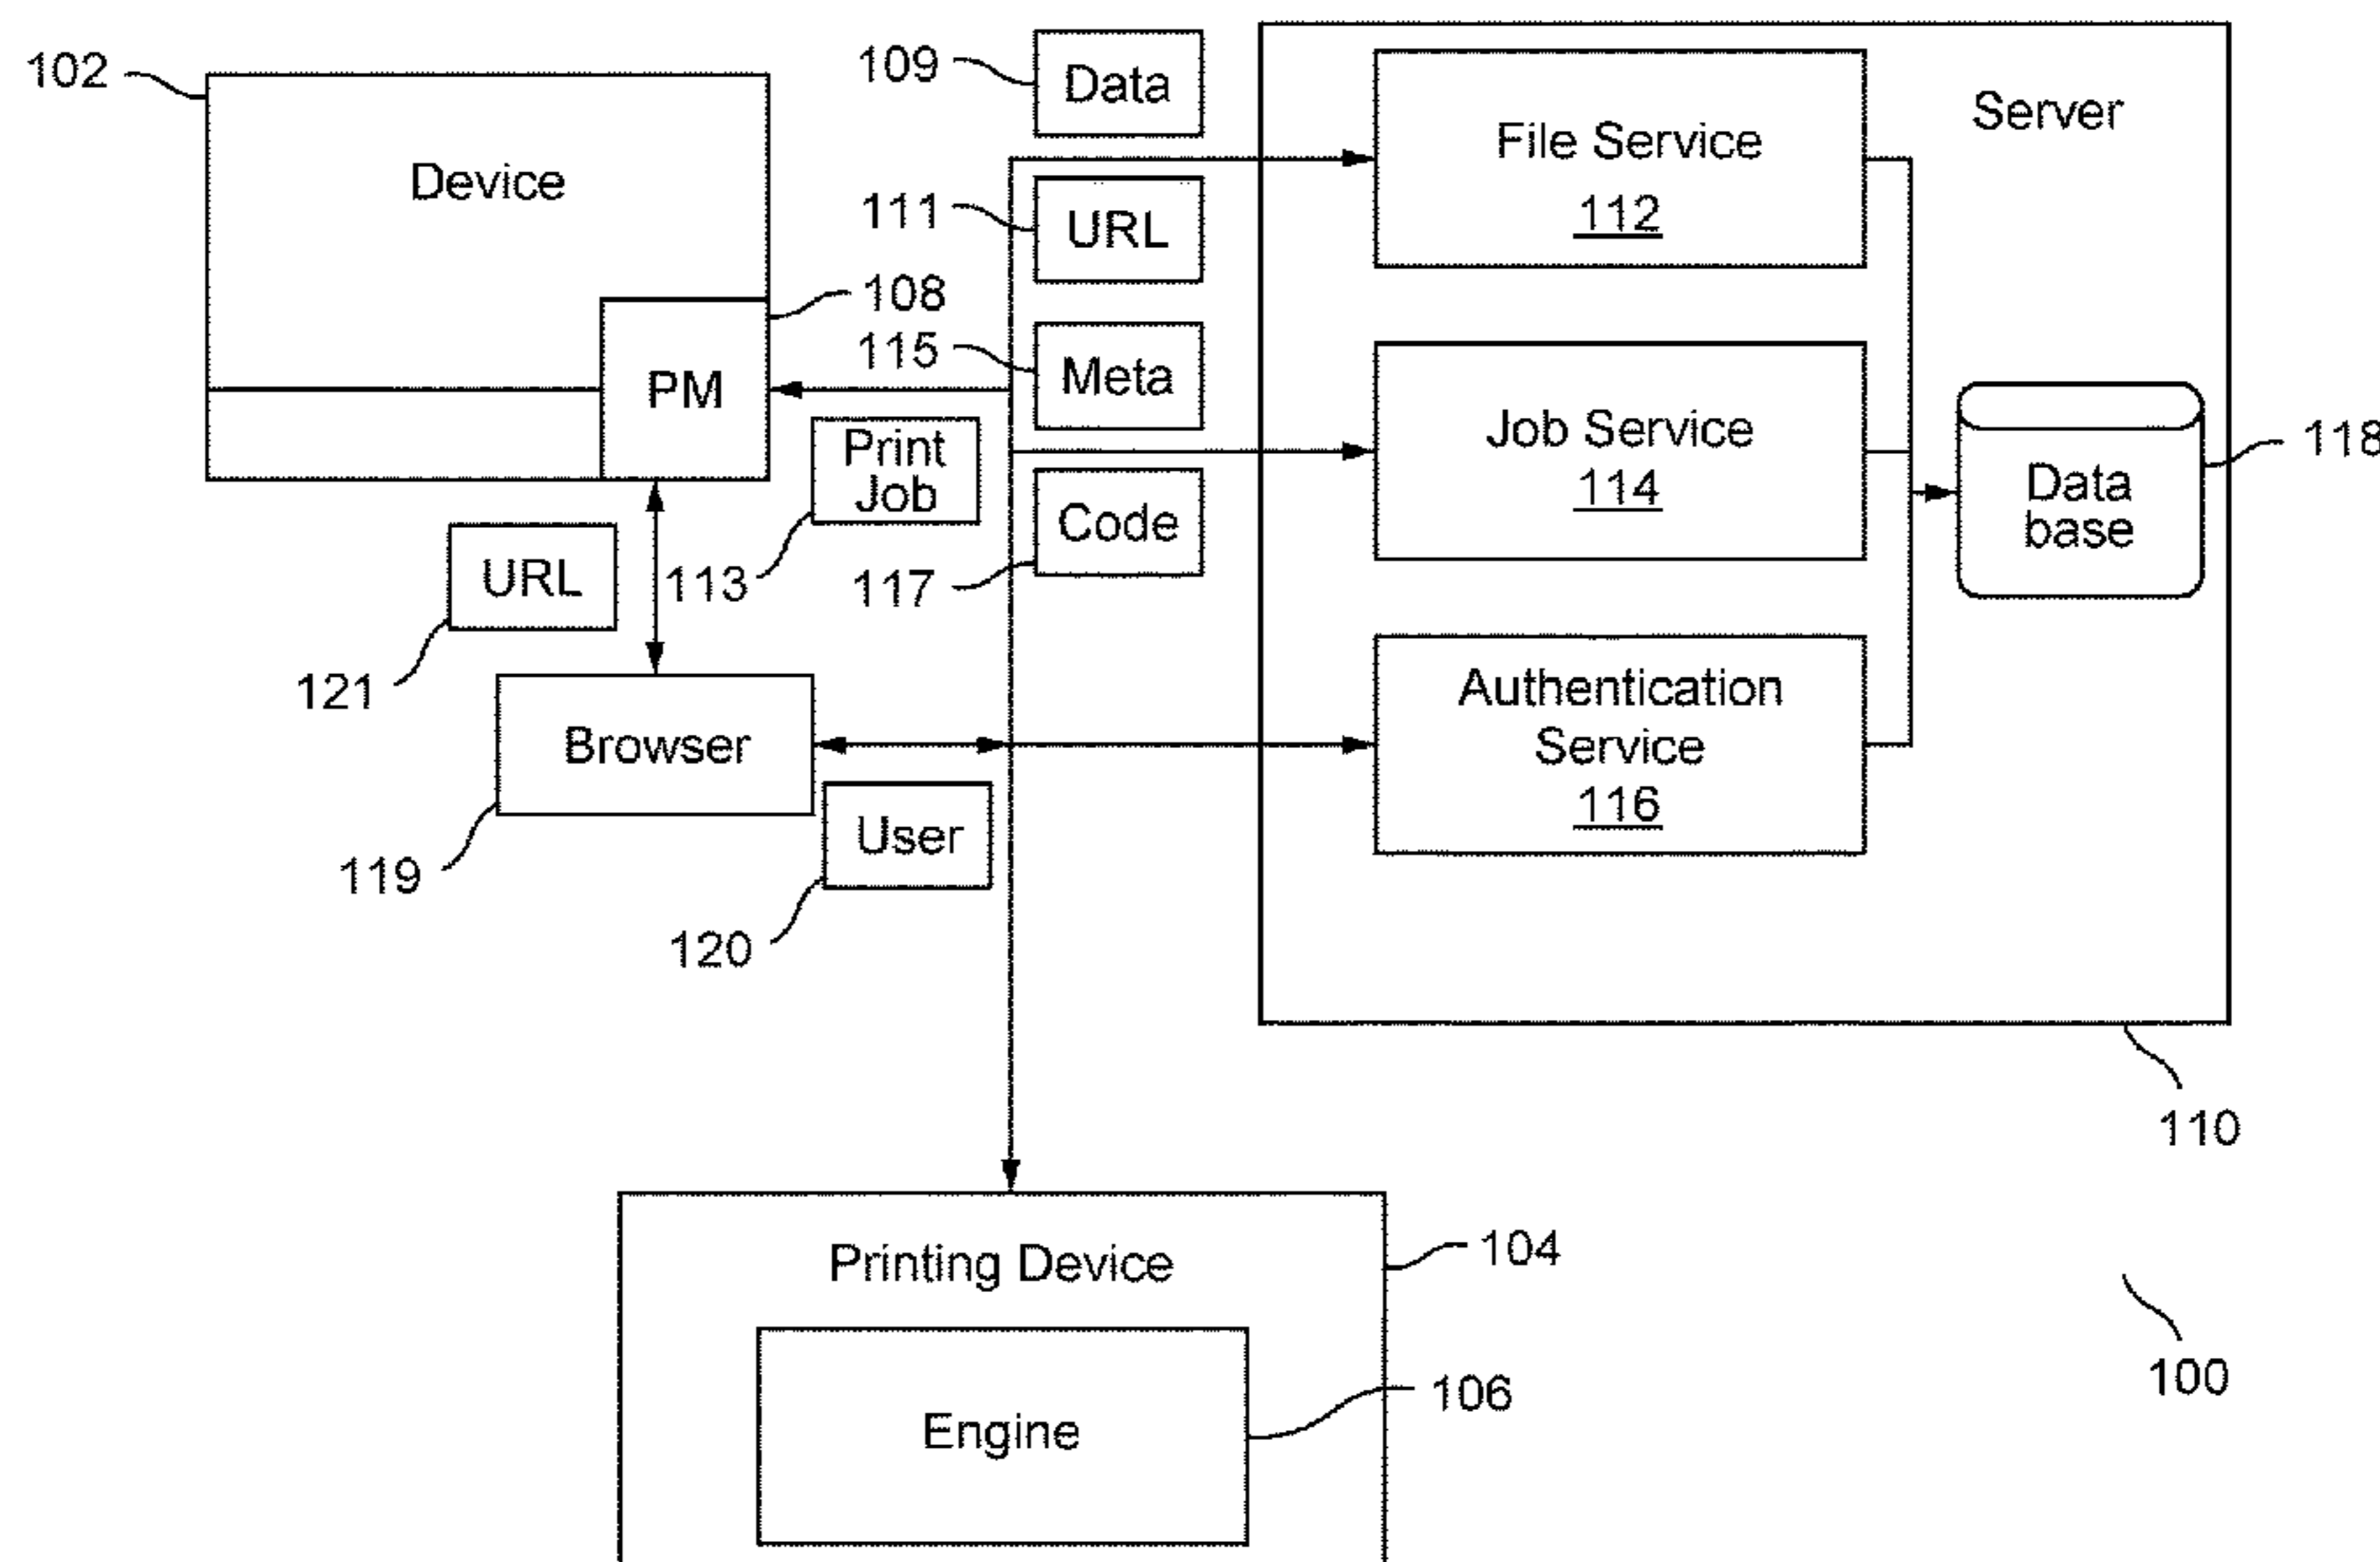 102
Device
108
PM
109
Data
111
URL
115
Meta
Print
Job
113
Code
117
URL
121
Browser
119
User
120
Server
File Service
112
Job Service
114
Authentication
Service
116
Data
base
118
110
Printing Device
104
Engine
106
100